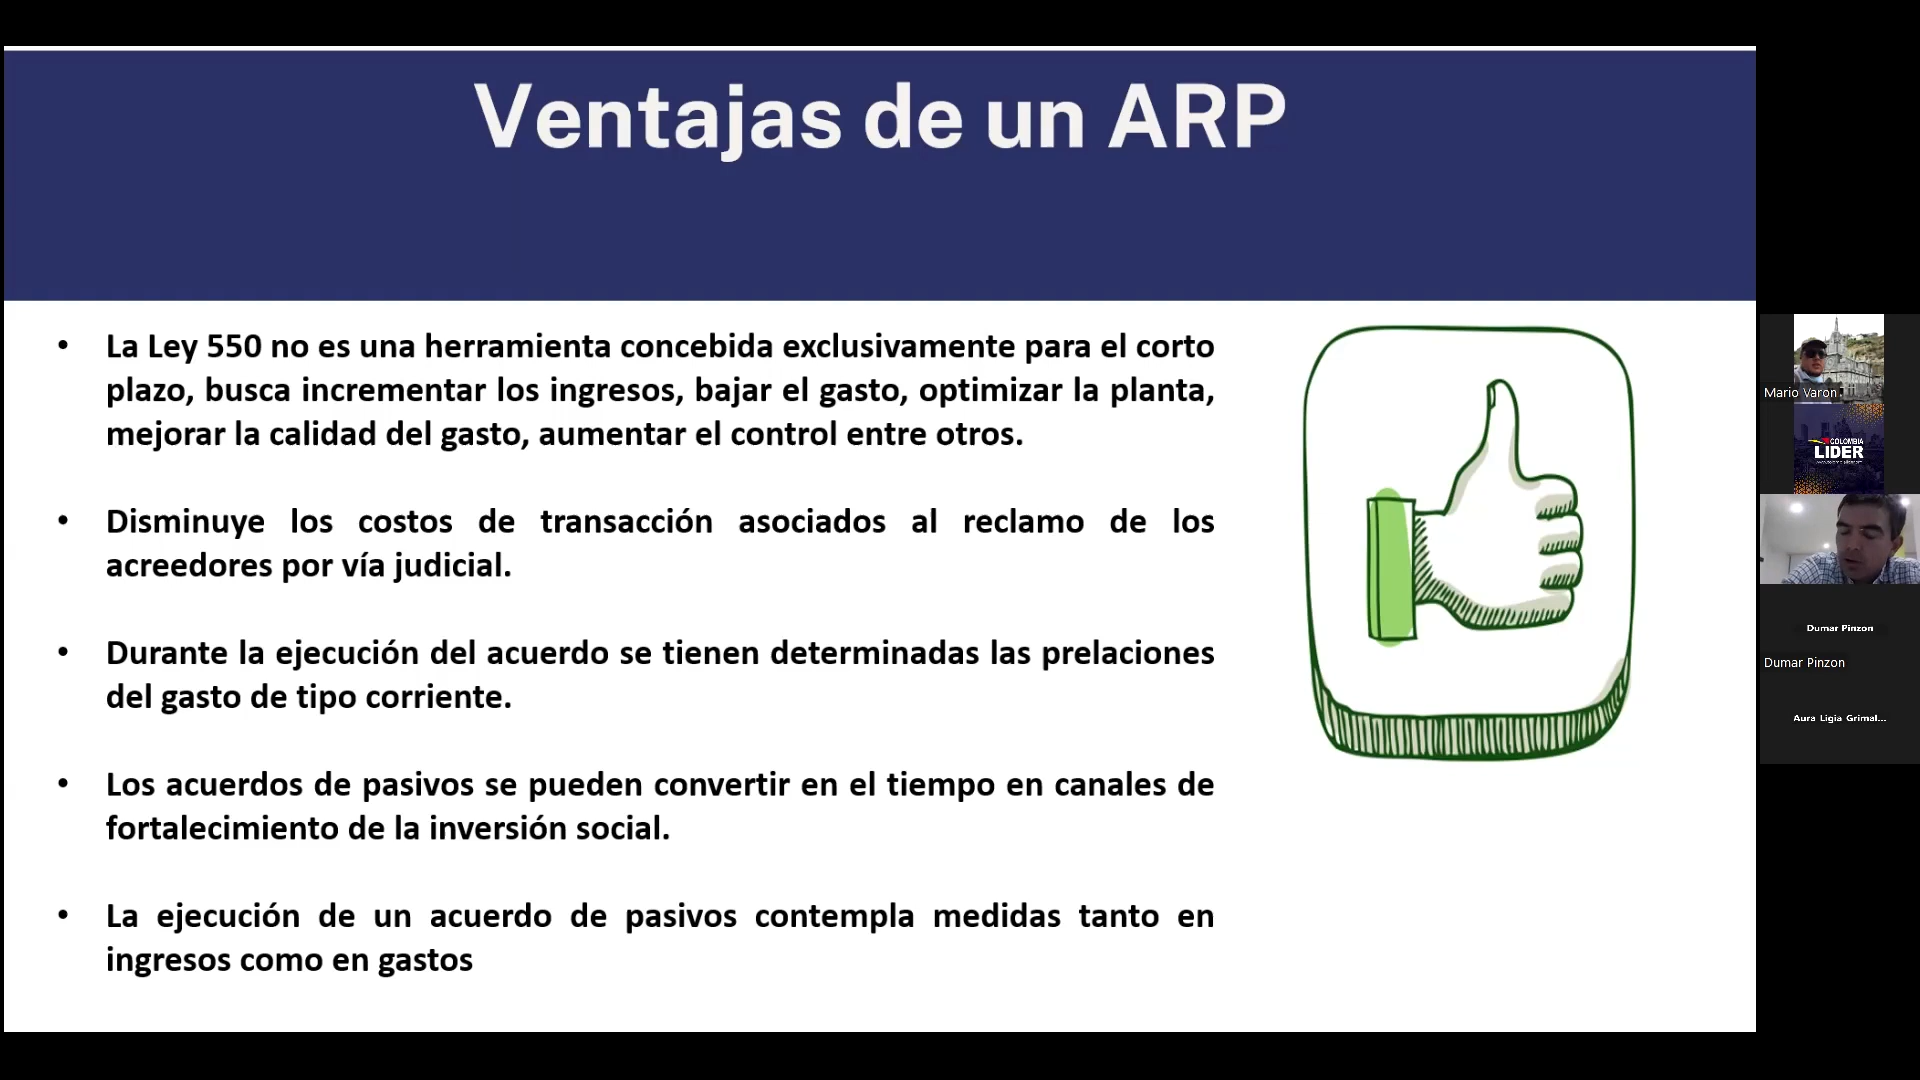 Ventajas de un ARP
• La Ley 550 no es una herramienta concebida exclusivamente para el corto
plazo, busca incrementar los ingresos, bajar el gasto, optimizar la planta,
mejorar la calidad del gasto, aumentar el control entre otros.
• Disminuye los costos de transacción asociados al reclamo de los
acreedores por vía judicial.
• Durante la ejecución del acuerdo se tienen determinadas las prelaciones
del gasto de tipo corriente.
• Los acuerdos de pasivos se pueden convertir en el tiempo en canales de
fortalecimiento de la inversión social.
• La ejecución de un acuerdo de pasivos contempla medidas tanto en
ingresos como en gastos
Mario Varon
COLOMBIA
LIDER
Dumar Pinzon
Dumar Pinzon
Aura Ligia Grimal...